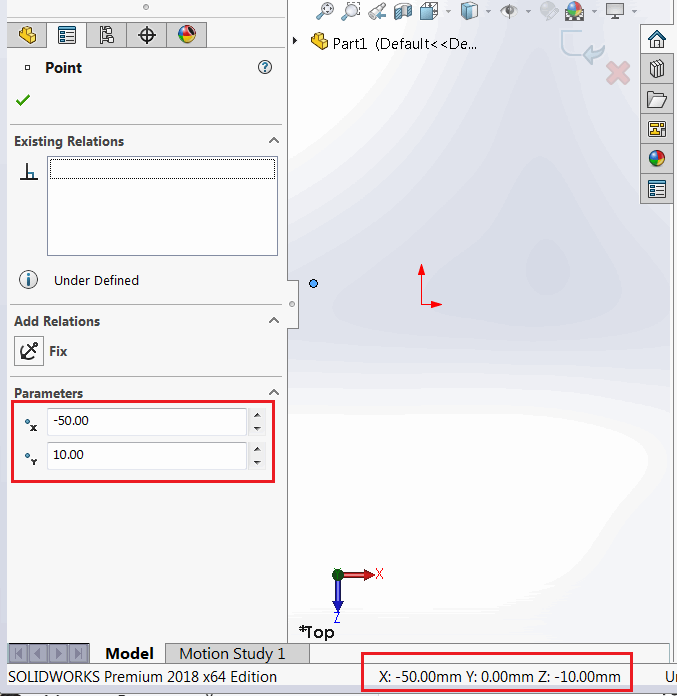 Part1 (Default<<De...
Point
Existing Relations
Under Defined
Add Relations
Fix
Parameters
X
-50.00
Y
10.00
X
Z
*Top
Model
Motion Study 1
SOLIDWORKS Premium 2018 x64 Edition
X: -50.00mm Y: 0.00mm Z: -10.00mm